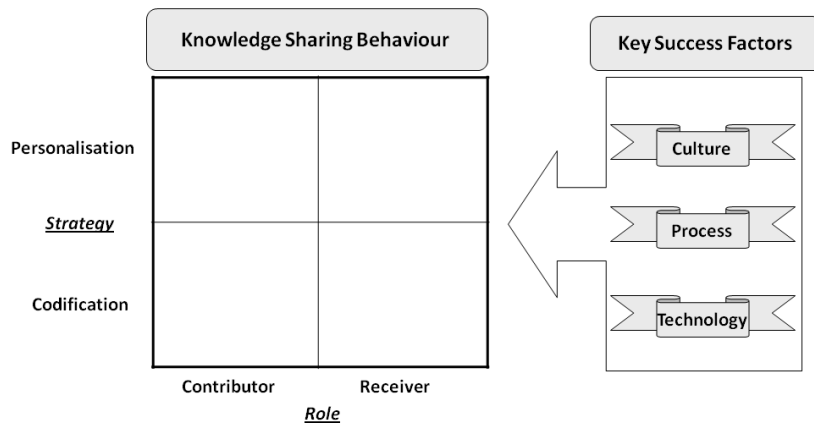 Knowledge Sharing Behaviour
Key Success Factors
Personalisation
Strategy
Codification
Contributor
Receiver
Role
Culture
Process
Technology